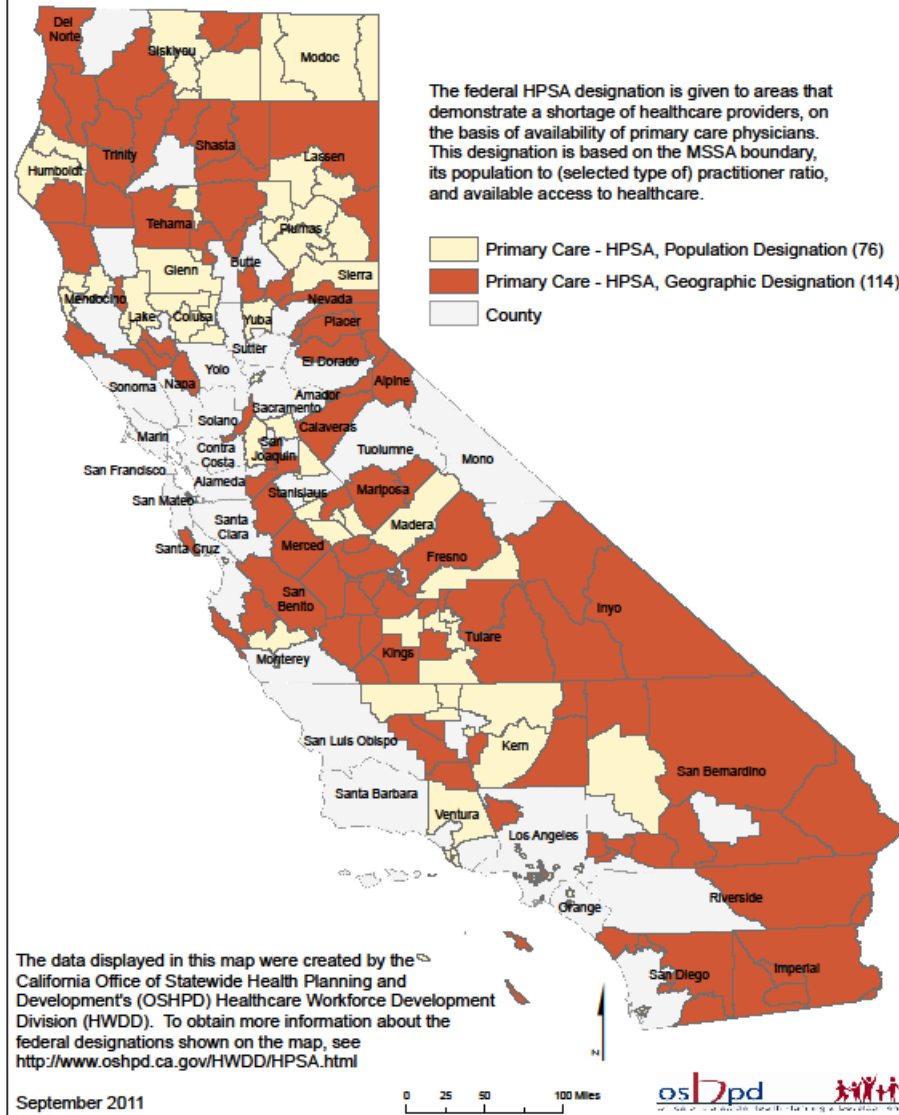 Del
Norte
Siskiyou
Modoc
The federal HPSA designation is given to areas that
demonstrate a shortage of healthcare providers, on
the basis of availability of primary care physicians.
This designation is based on the MSSA boundary,
its population to (selected type of) practitioner ratio,
and available access to healthcare.
Trinity
Shasta
Lassen
Humboldt
Tehama
Plumas
Primary Care - HPSA, Population Designation (76)
Primary Care - HPSA, Geographic Designation (114)
County
Glenn
Butte
Sierra
Mendocino
Lake
Colusa
Yuba
Nevada
Placer
Sutter
Yolo
El Dorado
Sonoma
Napa
Alpine
Amador
Solano
Sacramento
Calaveras
Marin
Contra
Costa
San
Joaquin
Tuolumne
Mono
San Francisco
Alameda
Stanislaus
Mariposa
San Mateo
Santa
Clara
Madera
Santa Cruz
Merced
Fresno
San
Benito
Inyo
Tulare
Monterey
Kings
San Luis Obispo
Kern
San Bernardino
Santa Barbara
Ventura
Los Angeles
Riverside
Orange
San Diego
Imperial
The data displayed in this map were created by the
California Office of Statewide Health Planning and
Development's (OSHPD) Healthcare Workforce Development
Division (HWDD). To obtain more information about the
federal designations shown on the map, see
http://www.oshpd.ca.gov/HWDD/HPSA.html
N
September 2011
0 25 50 100 Miles
oshpd